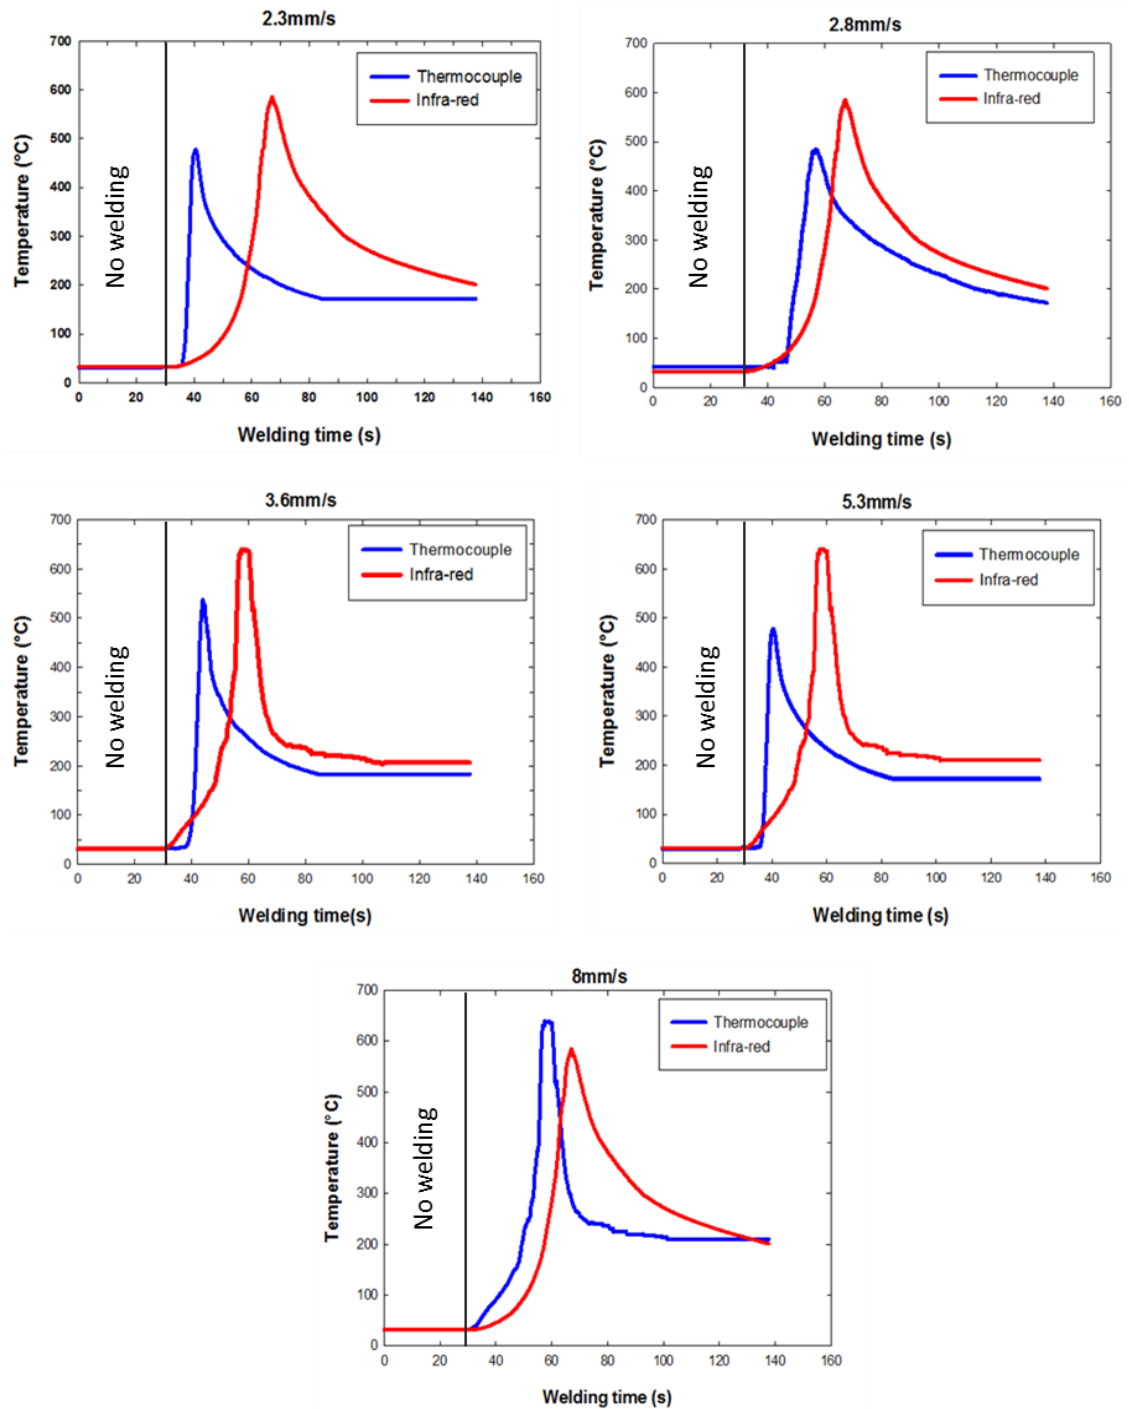 2.3mm/s
700
600
500
400
300
200
100
0
0 20 40 60 80 100 120 140 160
Temperature (°C)
Welding time (s)
No welding
Thermocouple
Infra-red
2.8mm/s
700
600
500
400
300
200
100
0
0 20 40 60 80 100 120 140 160
Temperature (°C)
Welding time (s)
No welding
Thermocouple
Infra-red
3.6mm/s
700
600
500
400
300
200
100
0
0 20 40 60 80 100 120 140 160
Temperature (°C)
Welding time(s)
No welding
Thermocouple
Infra-red
5.3mm/s
700
600
500
400
300
200
100
0
0 20 40 60 80 100 120 140 160
Temperature (°C)
Welding time (s)
No welding
Thermocouple
Infra-red
8mm/s
700
600
500
400
300
200
100
0
0 20 40 60 80 100 120 140 160
Temperature (° C)
Welding time (s)
No welding
Thermocouple
Infra-red